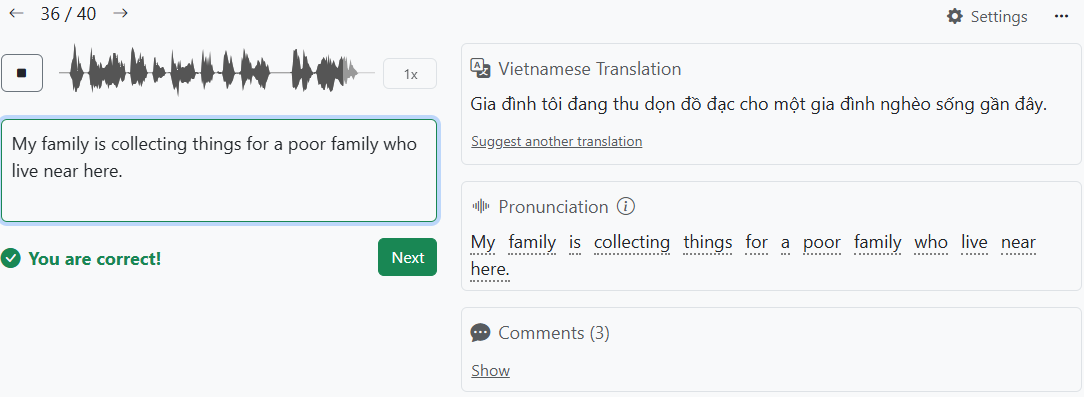 36 / 40
Settings
1x
My family is collecting things for a poor family who
live near here.
You are correct!
Next
Vietnamese Translation
Gia đình tôi đang thu dọn đồ đạc cho một gia đình nghèo sống gần đây.
Suggest another translation
Pronunciation
My family is collecting things for a poor family who live near
here.
Comments (3)
Show